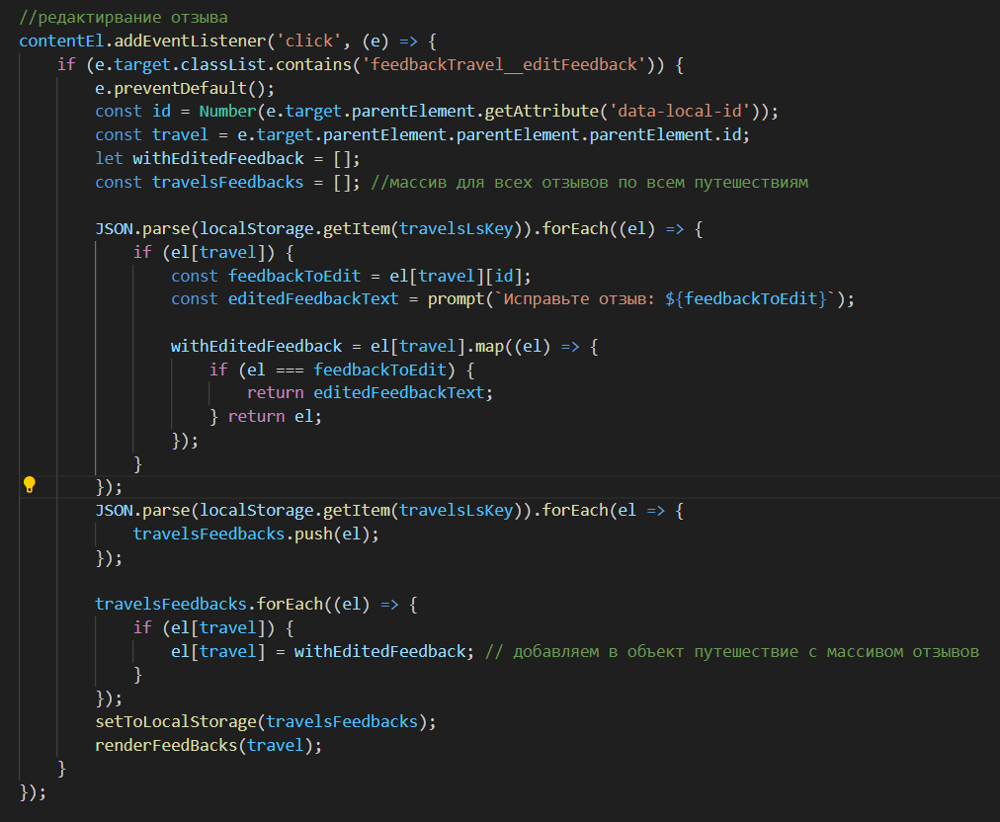 //редактирвание отзыва
contentEl.addEventListener('click', (e) => {
    if (e.target.classList.contains('feedbackTravel__editFeedback')) {
        e.preventDefault();
        const id = Number(e.target.parentElement.getAttribute('data-local-id'));
        const travel = e.target.parentElement.parentElement.parentElement.id;
        let withEditedFeedback = [];
        const travelsFeedbacks = []; //массив для всех отзывов по всем путешествиям

        JSON.parse(localStorage.getItem(travelsLsKey)).forEach((el) => {
            if (el[travel]) {
                const feedbackToEdit = el[travel][id];
                const editedFeedbackText = prompt(`Исправьте отзыв: ${feedbackToEdit}`);

                withEditedFeedback = el[travel].map((el) => {
                    if (el === feedbackToEdit) {
                        return editedFeedbackText;
                    } return el;
                });
            }
        });
        JSON.parse(localStorage.getItem(travelsLsKey)).forEach(el => {
            travelsFeedbacks.push(el);
        });

        travelsFeedbacks.forEach((el) => {
            if (el[travel]) {
                el[travel] = withEditedFeedback; // добавляем в объект путешествие с массивом отзывов
            }
        });
        setToLocalStorage(travelsFeedbacks);
        renderFeedBacks(travel);
    }
});